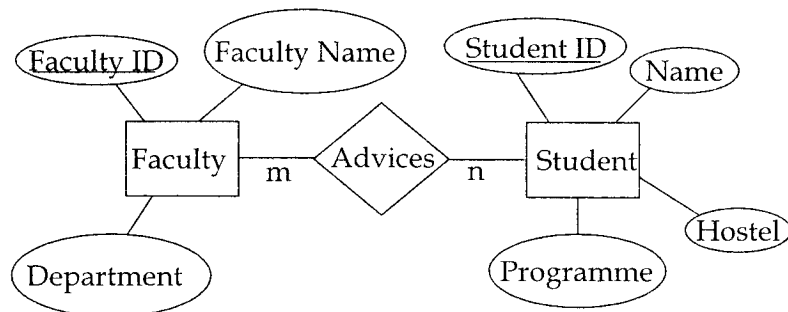 Faculty ID
Faculty Name
Student ID
Name
Faculty
m
Advices
n
Student
Department
Programme
Hostel